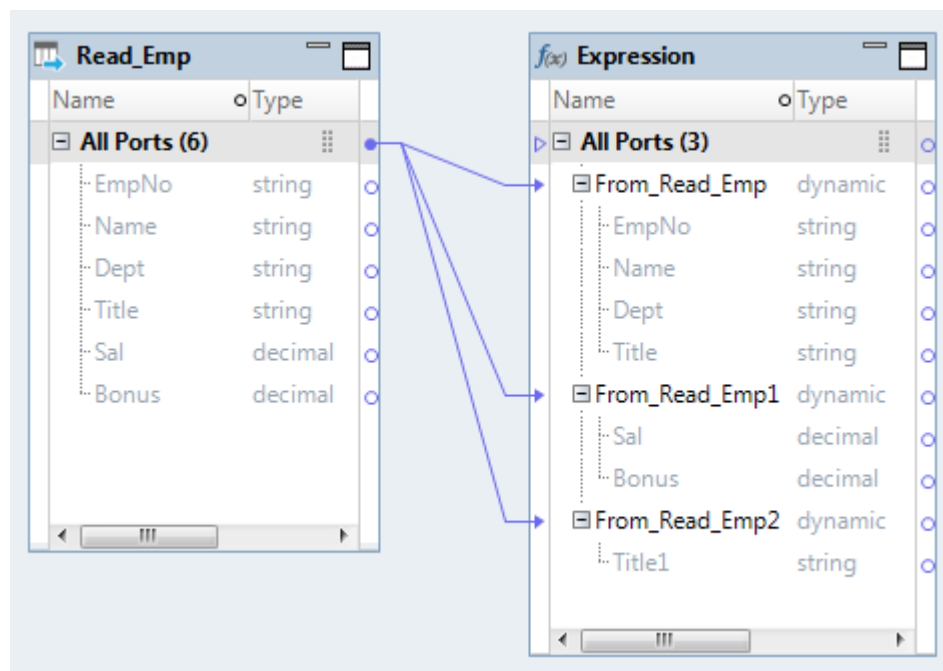 Read_Emp
Name Type
All Ports (6)
EmpNo string
Name string
Dept string
Title string
Sal decimal
Bonus decimal
f(x) Expression
Name Type
All Ports (3)
From_Read_Emp dynamic
EmpNo string
Name string
Dept string
Title string
From_Read_Emp1 dynamic
Sal decimal
Bonus decimal
From_Read_Emp2 dynamic
Title1 string